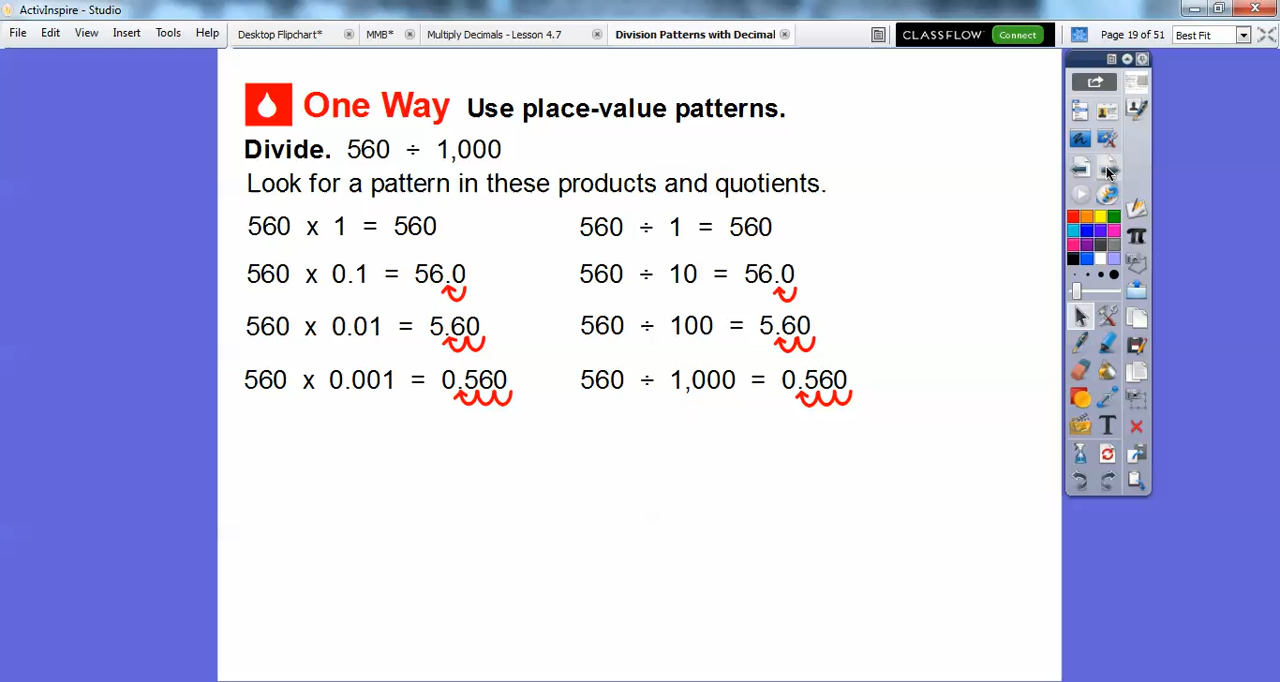 ActivInspire - Studio
File Edit View Insert Tools Help
Desktop Flipchart* MMB* Multiply Decimals - Lesson 4.7 Division Patterns with Decimal
CLASSFLOW Connect
Page 19 of 51 Best Fit
One Way Use place-value patterns.
Divide. 560 ÷ 1,000
Look for a pattern in these products and quotients.
560 x 1 = 560 560 ÷ 1 = 560
560 x 0.1 = 56.0 560 ÷ 10 = 56.0
560 x 0.01 = 5.60 560 ÷ 100 = 5.60
560 x 0.001 = 0.560 560 ÷ 1,000 = 0.560